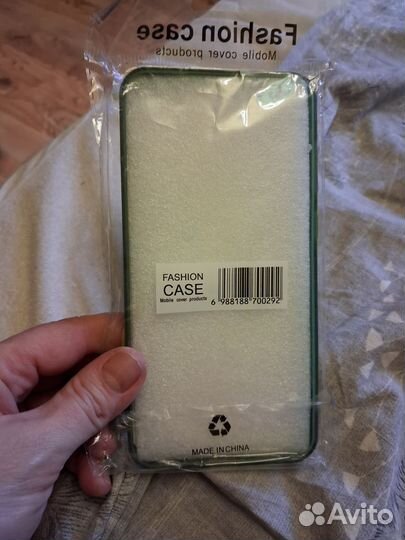 Fashion case
Mobile cover products
FASHION
CASE
Mobile cover products
6 988188 700292
MADE IN CHINA
Avito